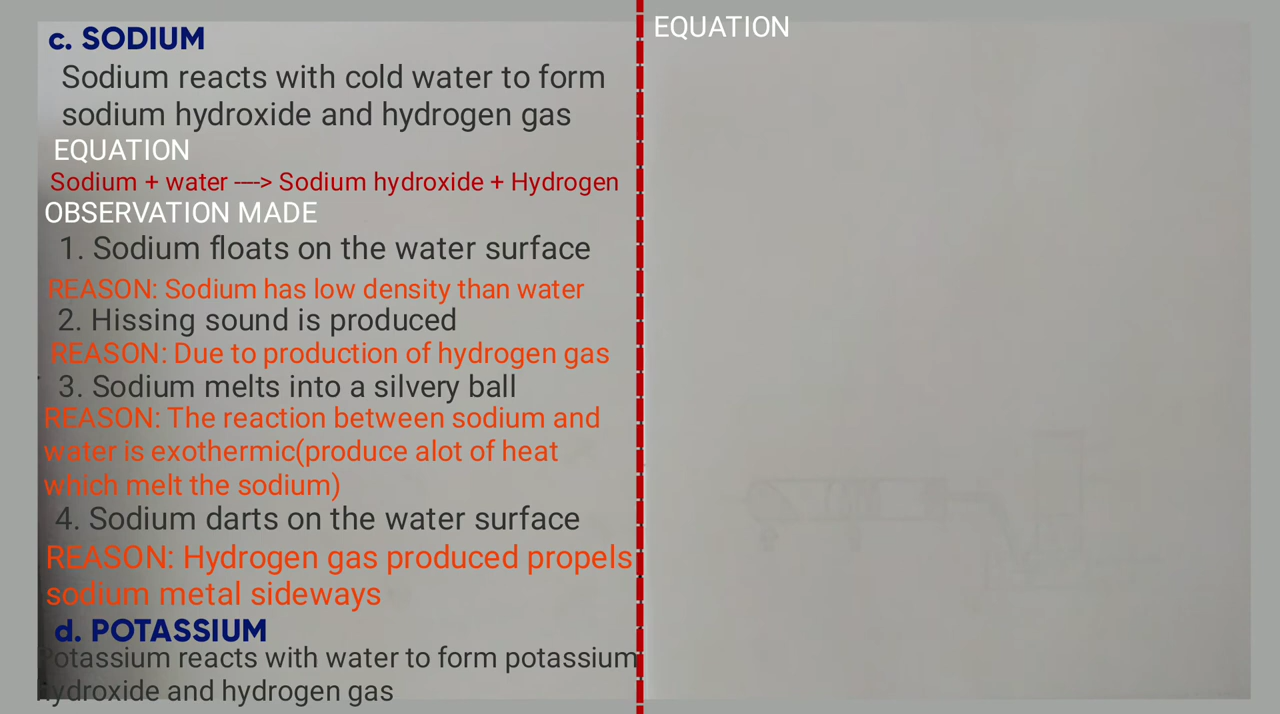 c. SODIUM
Sodium reacts with cold water to form
sodium hydroxide and hydrogen gas
EQUATION
Sodium + water ----> Sodium hydroxide + Hydrogen
OBSERVATION MADE
1. Sodium floats on the water surface
REASON: Sodium has low density than water
2. Hissing sound is produced
REASON: Due to production of hydrogen gas
3. Sodium melts into a silvery ball
REASON: The reaction between sodium and
water is exothermic(produce alot of heat
which melt the sodium)
4. Sodium darts on the water surface
REASON: Hydrogen gas produced propels
sodium metal sideways
d. POTASSIUM
Potassium reacts with water to form potassium
hydroxide and hydrogen gas
EQUATION